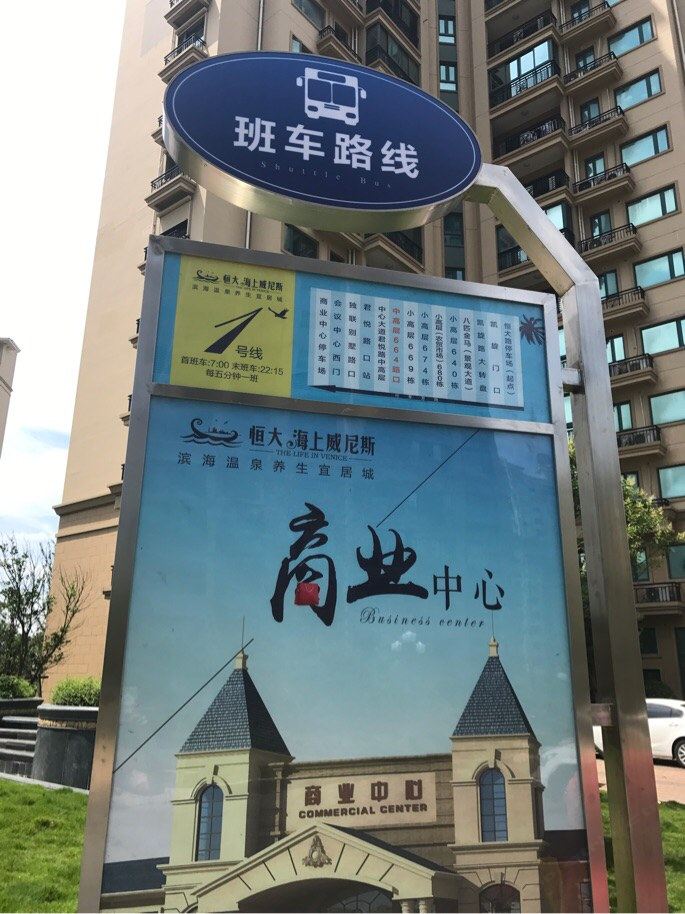 班车路线
Shuttle Bus
恒大海上威尼斯
滨海温泉养生宜居城
1号线
首班车:7:00 末班车:22:15
每五分钟一班
恒大路停车场(起点)
凯旋门口
凯旋路大转盘
八匹金马(景观大道)
小高层640栋
小高层(农贸市场)680栋
小高层674栋
小高层669栋
中高层664路口
中心大道君悦路中高层
君悦路口站
独联别墅路口
会议中心西门
商业中心停车场
恒大海上威尼斯
THE LIFE IN VENICE
滨海温泉养生宜居城
商业中心
Business center
商业中心
COMMERCIAL CENTER